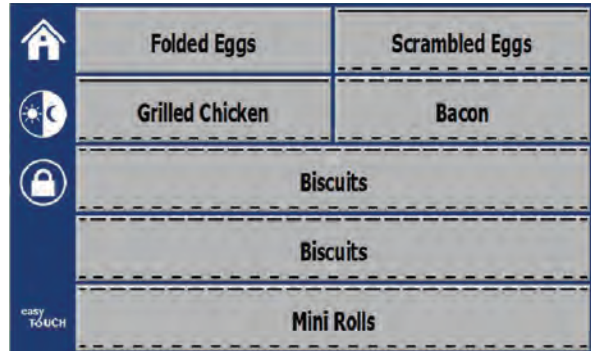 Folded Eggs
Scrambled Eggs
Grilled Chicken
Bacon
Biscuits
Biscuits
Mini Rolls
easy
TOUCH